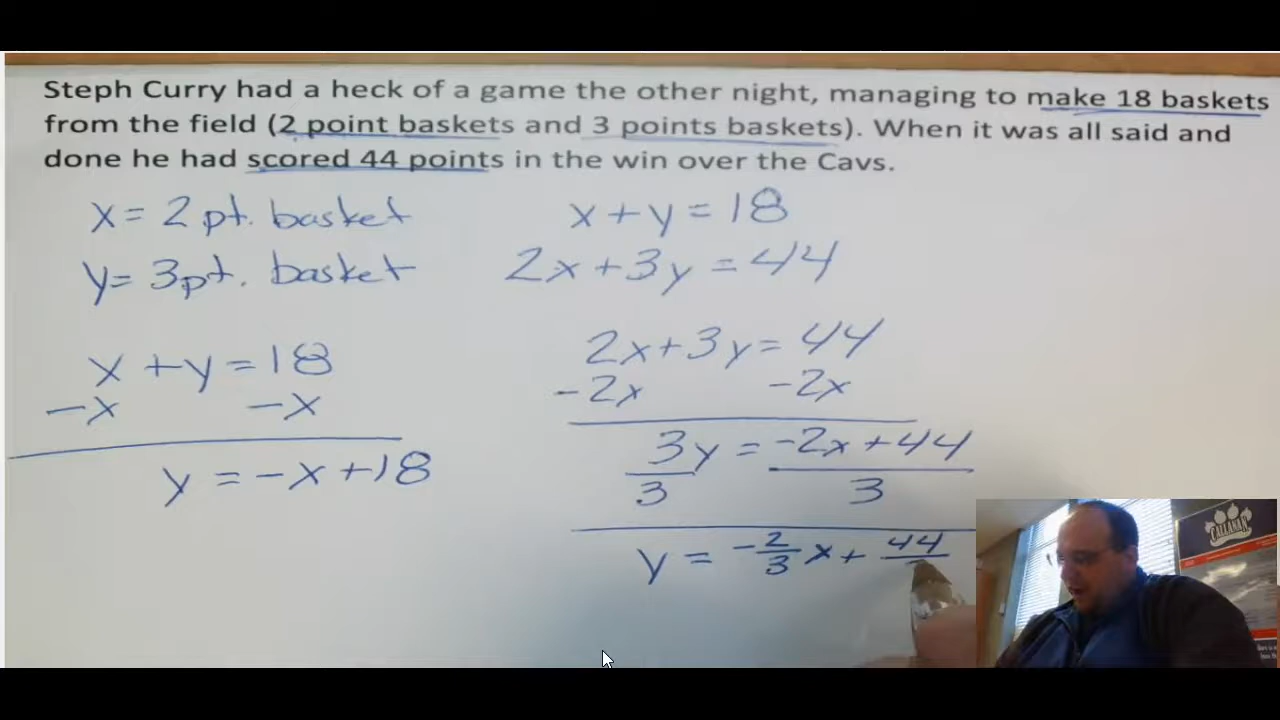 Steph Curry had a heck of a game the other night, managing to make 18 baskets
from the field (2 point baskets and 3 points baskets). When it was all said and
done he had scored 44 points in the win over the Cavs.
x = 2 pt. basket
y = 3pt. basket
x + y = 18
2x + 3y = 44
x + y = 18
-x -x
y = -x + 18
2x + 3y = 44
-2x -2x
3y = -2x + 44
3 3
y = -2/3 x + 44
CALLANAN